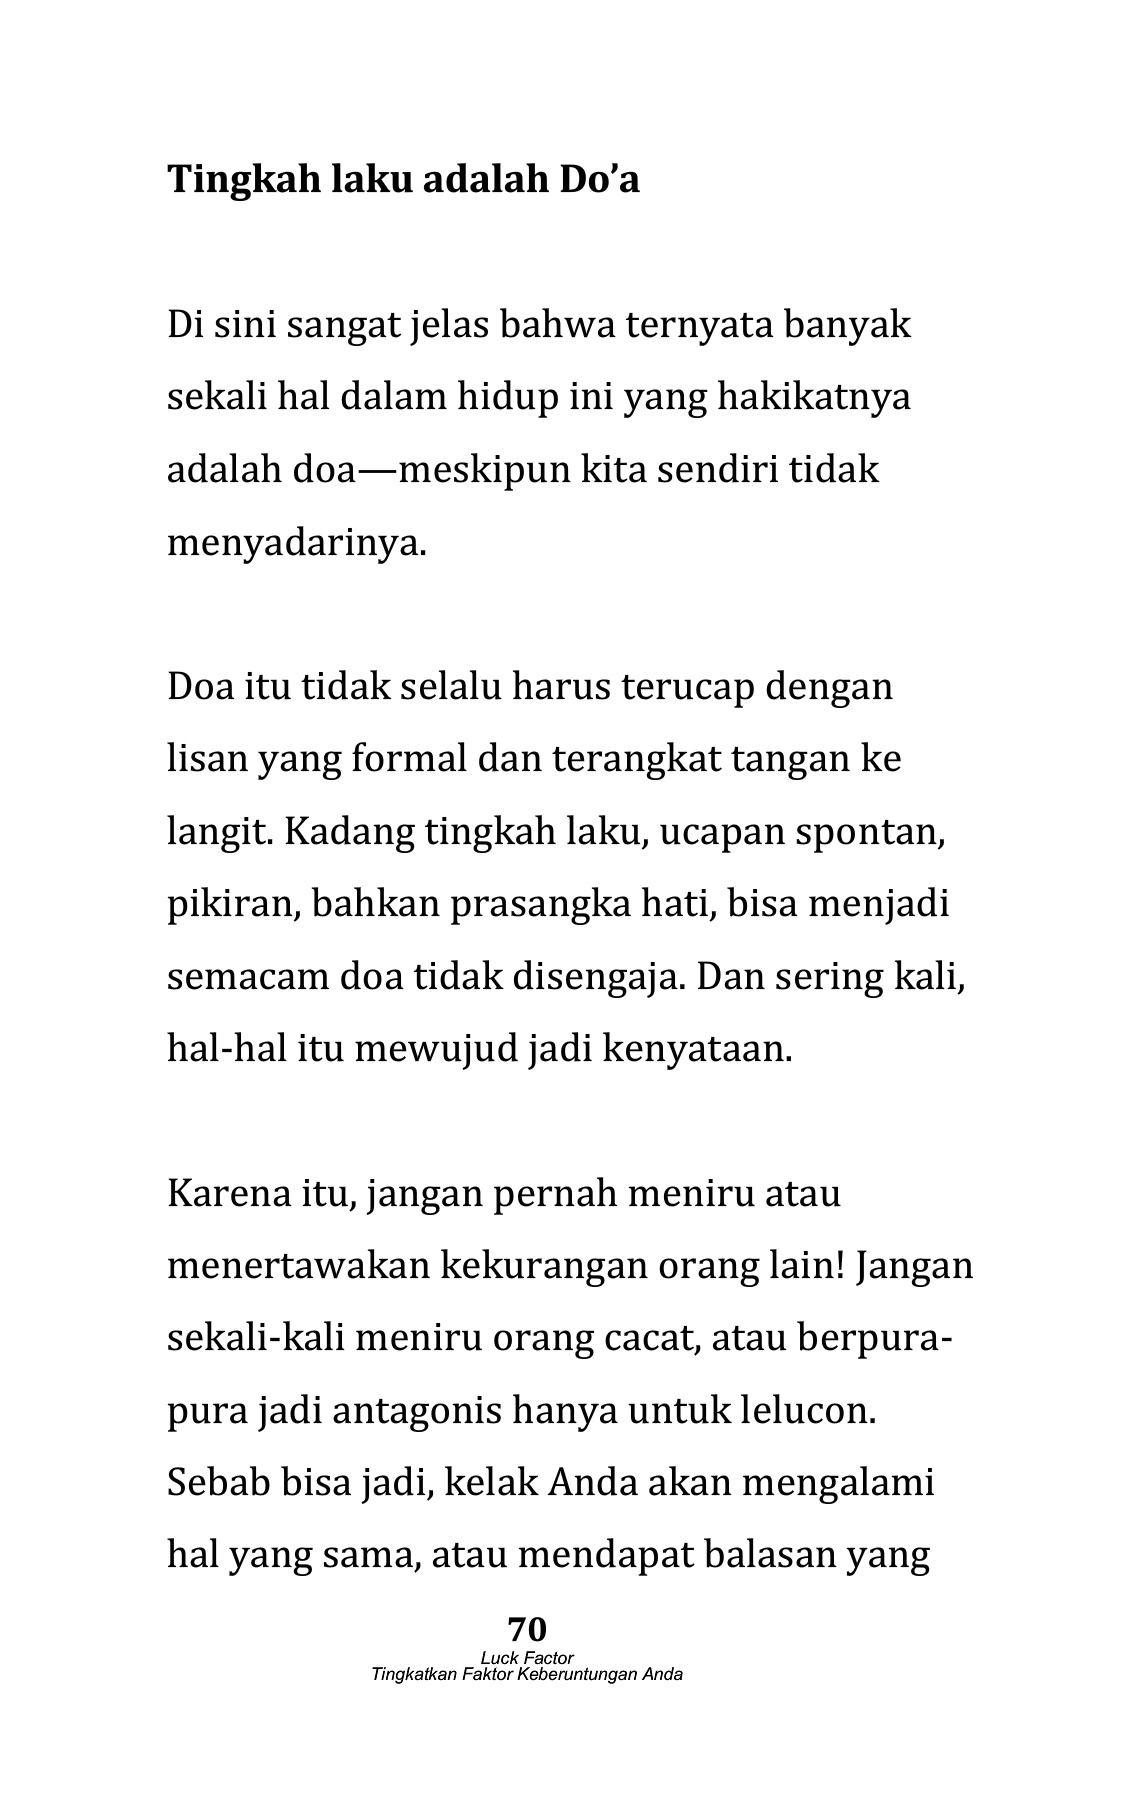 Tingkah laku adalah Do’a
Di sini sangat jelas bahwa ternyata banyak
sekali hal dalam hidup ini yang hakikatnya
adalah doa—meskipun kita sendiri tidak
menyadarinya.
Doa itu tidak selalu harus terucap dengan
lisan yang formal dan terangkat tangan ke
langit. Kadang tingkah laku, ucapan spontan,
pikiran, bahkan prasangka hati, bisa menjadi
semacam doa tidak disengaja. Dan sering kali,
hal-hal itu mewujud jadi kenyataan.
Karena itu, jangan pernah meniru atau
menertawakan kekurangan orang lain! Jangan
sekali-kali meniru orang cacat, atau berpura-
pura jadi antagonis hanya untuk lelucon.
Sebab bisa jadi, kelak Anda akan mengalami
hal yang sama, atau mendapat balasan yang
70
Luck Factor
Tingkatkan Faktor Keberuntungan Anda